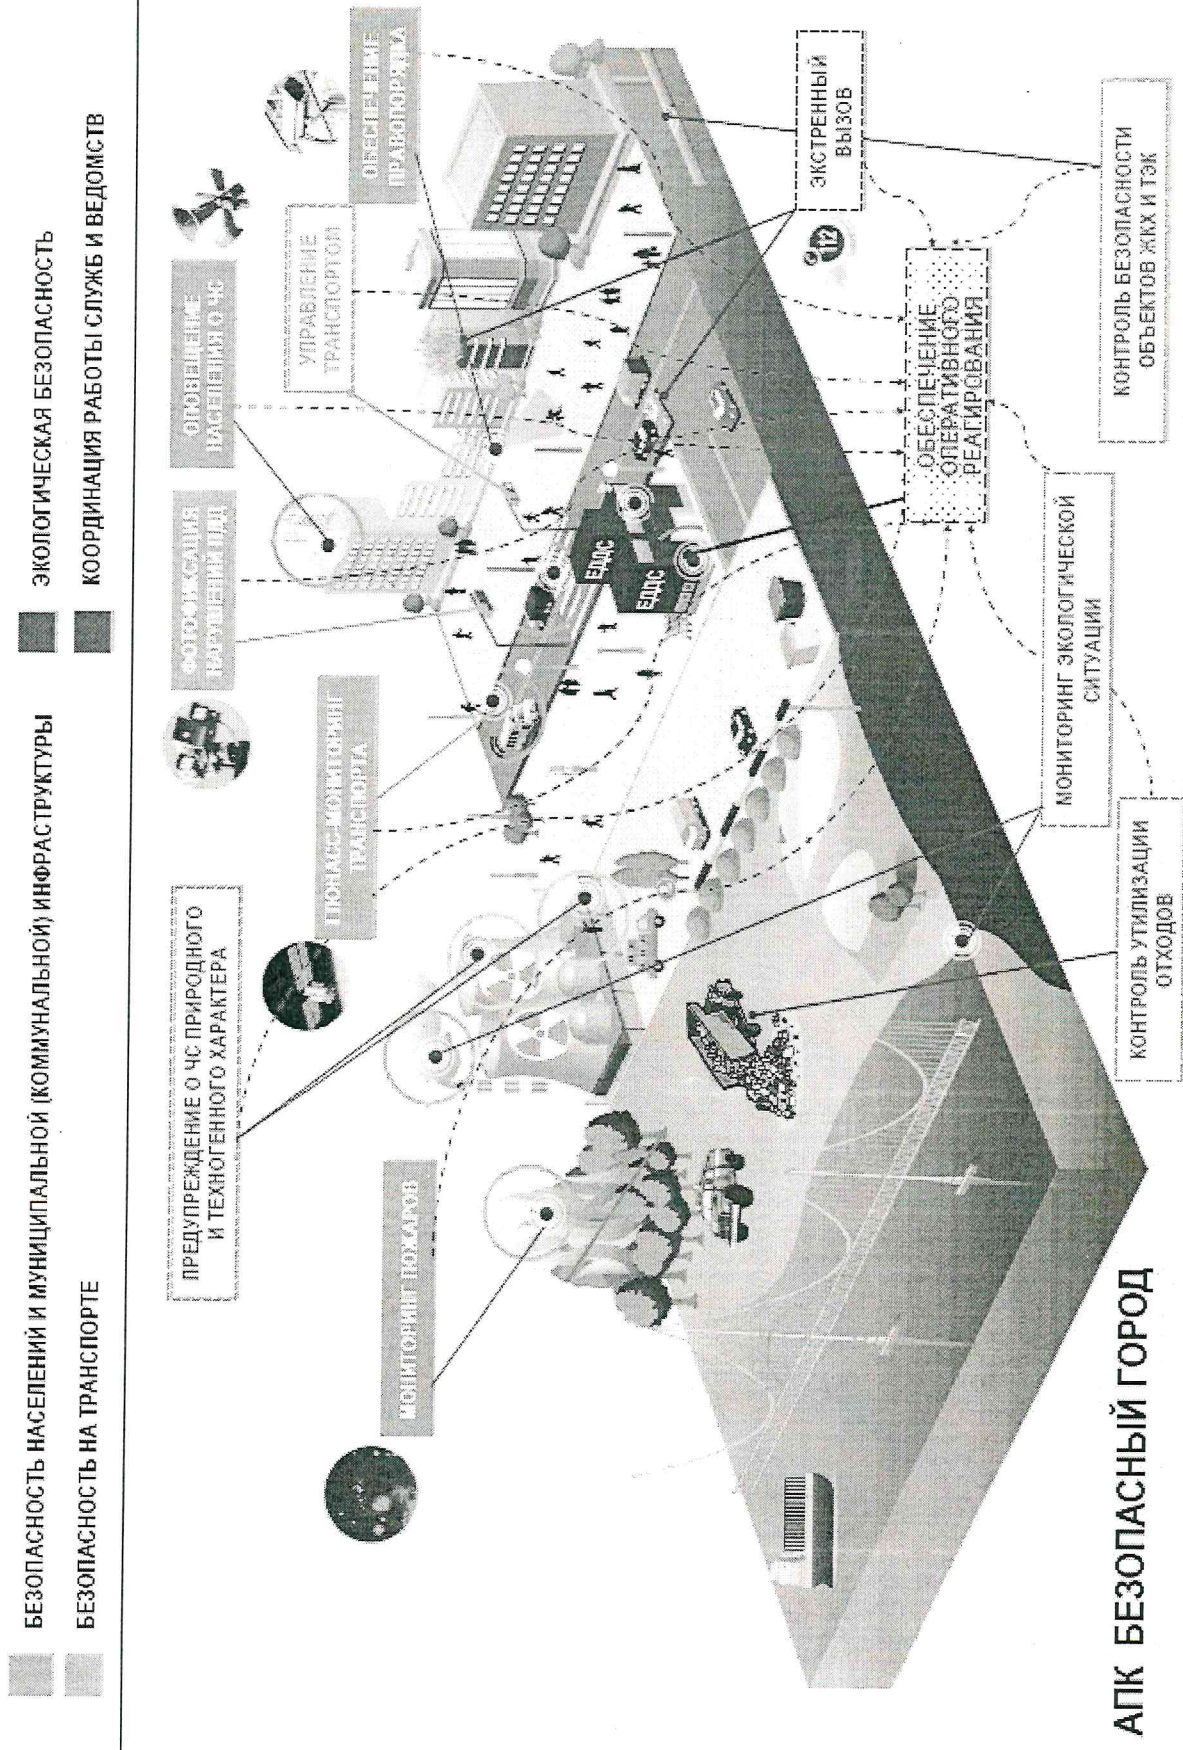 БЕЗОПАСНОСТЬ НАСЕЛЕНИЙ И МУНИЦИПАЛЬНОЙ (КОММУНАЛЬНОЙ) ИНФРАСТРУКТУРЫ
ЭКОЛОГИЧЕСКАЯ БЕЗОПАСНОСТЬ
БЕЗОПАСНОСТЬ НА ТРАНСПОРТЕ
КООРДИНАЦИЯ РАБОТЫ СЛУЖБ И ВЕДОМСТВ
ПРЕДУПРЕЖДЕНИЕ О ЧС ПРИРОДНОГО
И ТЕХНОГЕННОГО ХАРАКТЕРА
ФОТОФИКСАЦИЯ
НАРУШЕНИЙ ПДД
ОПОВЕЩЕНИЕ
НАСЕЛЕНИЯ О ЧС
УПРАВЛЕНИЕ
ТРАНСПОРТОМ
ОБЕСПЕЧЕНИЕ
ПРАВОПОРЯДКА
МОНИТОРИНГ ПОЖАРОВ
ГЛОНАСС МОНИТОРИНГ
ТРАНСПОРТА
ЕДДС
ЕДДС
112
ЭКСТРЕННЫЙ
ВЫЗОВ
ОБЕСПЕЧЕНИЕ
ОПЕРАТИВНОГО
РЕАГИРОВАНИЯ
МОНИТОРИНГ ЭКОЛОГИЧЕСКОЙ
СИТУАЦИИ
КОНТРОЛЬ БЕЗОПАСНОСТИ
ОБЪЕКТОВ ЖКХ И ТЭК
КОНТРОЛЬ УТИЛИЗАЦИИ
ОТХОДОВ
АПК БЕЗОПАСНЫЙ ГОРОД